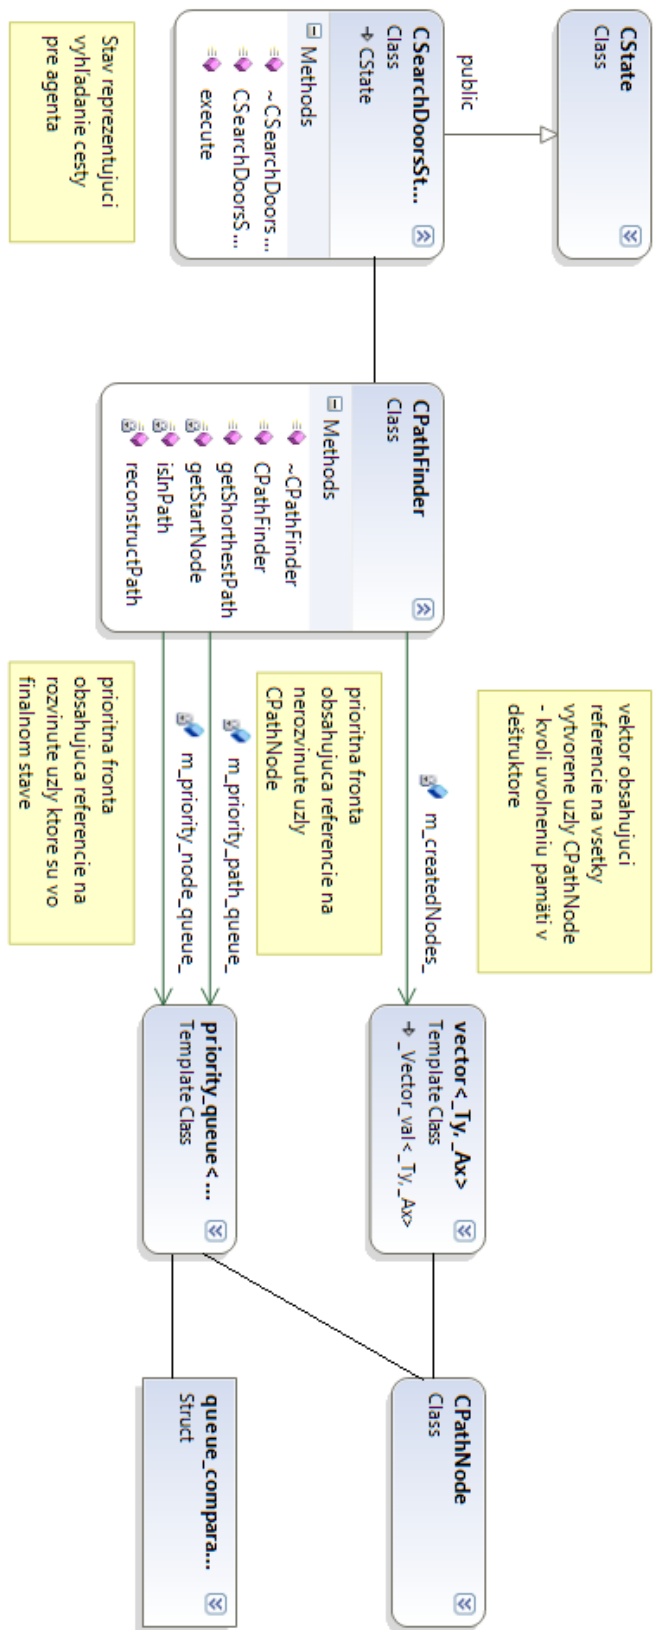 CState
Class
public
CSearchDoorsSt...
Class
CState
Methods
~CSearchDoors ...
CSearchDoorsS ...
execute
Stav reprezentujuci
vyhľadanie cesty
pre agenta
CPathFinder
Class
Methods
~CPathFinder
CPathFinder
getShorthestPath
getStartNode
isInPath
reconstructPath
vektor obsahujuci
referencie na vsetky
vytvorene uzly CPathNode
- kvoli uvolneniu pamäti v
deštruktore
m_createdNodes_
prioritna fronta
obsahujuca referencie na
nerozvinute uzly
CPathNode
m_priority_path_queue_
m_priority_node_queue_
prioritna fronta
obsahujuca referencie na
rozvinute uzly ktore su vo
finalnom stave
vector<_Ty, _Ax>
Template Class
_Vector_val<_Ty,_Ax>
priority_queue< ...
Template Class
CPathNode
Class
queue_compara...
Struct